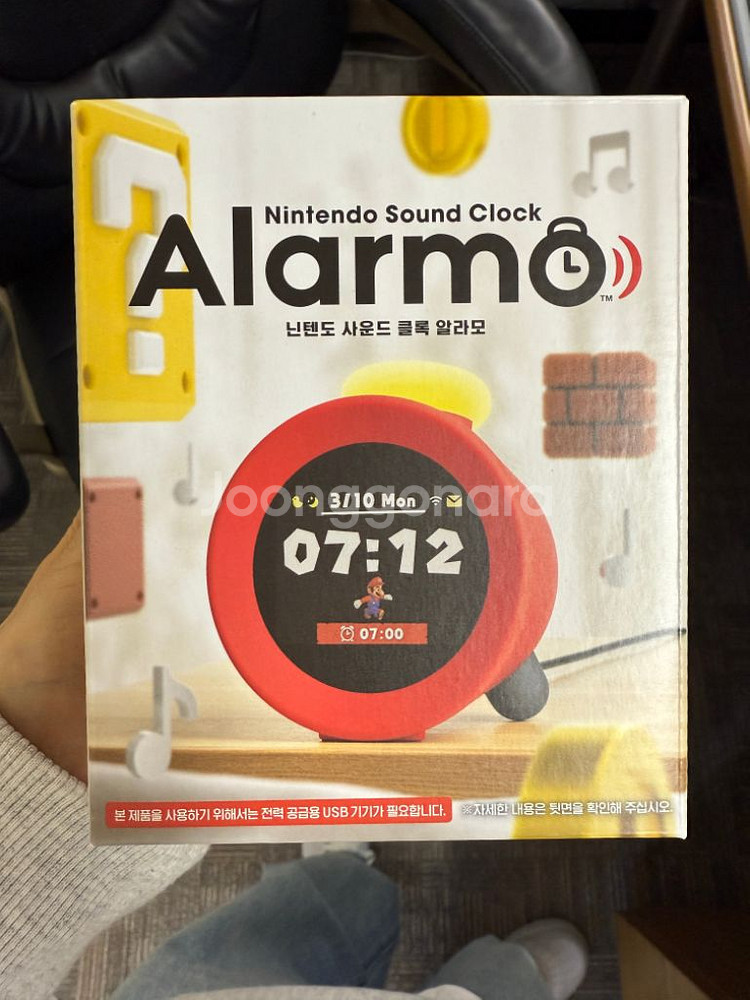 Nintendo Sound Clock
Alarmo
TM
닌텐도 사운드 클록 알라모
Joonggonara
3/10 Mon
07:12
07:00
본 제품을 사용하기 위해서는 전력 공급용 USB 기기가 필요합니다.
※자세한 내용은 뒷면을 확인해 주십시오.